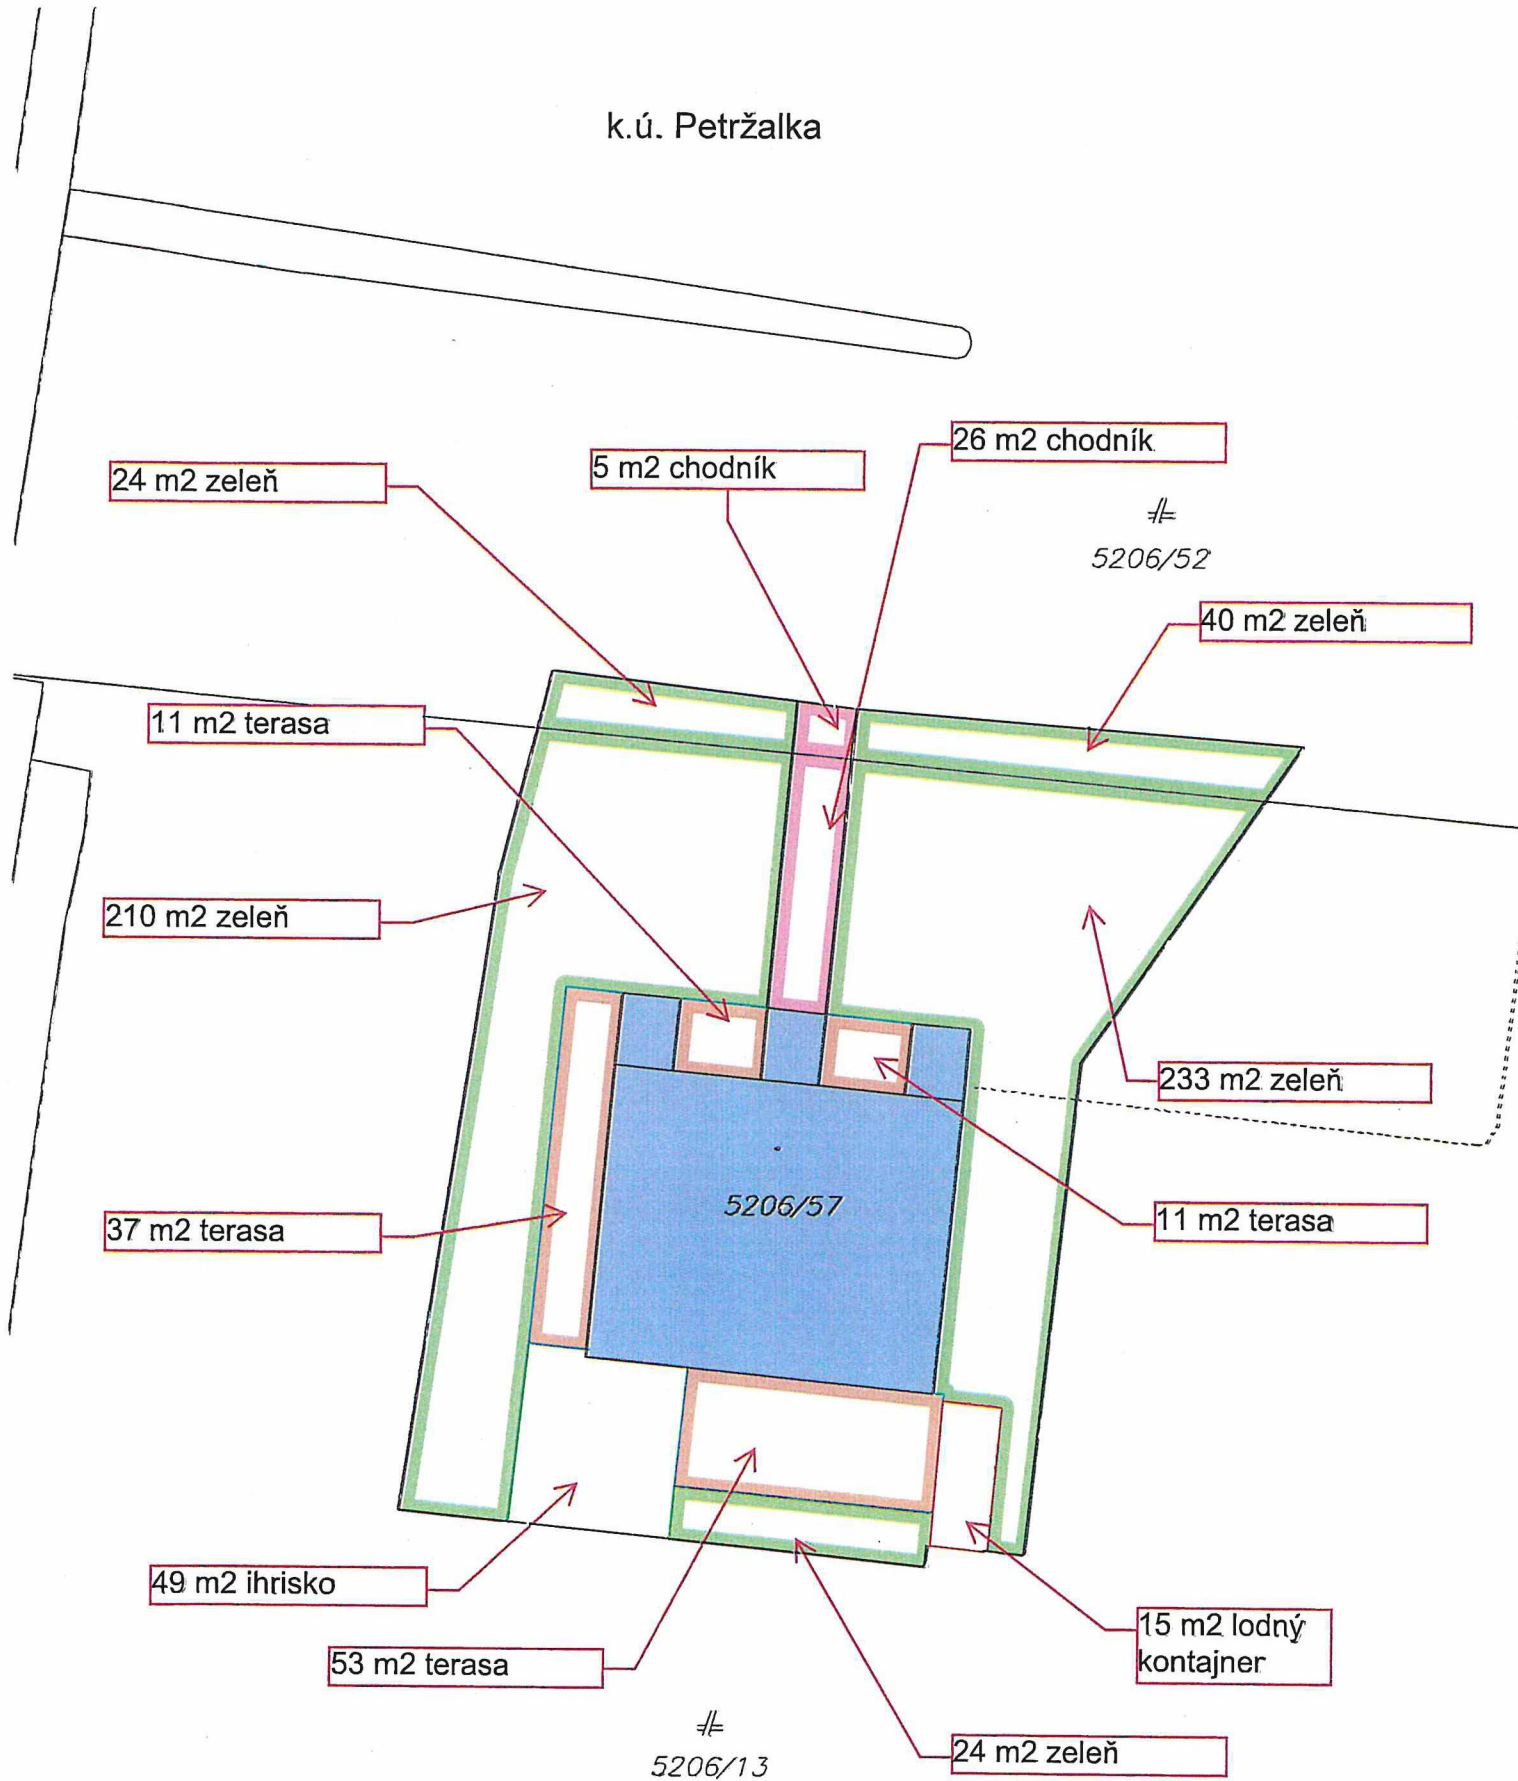 k.ú. Petržalka
26 m2 chodník
5 m2 chodník
24 m2 zeleň
5206/52
40 m2 zeleň
11 m2 terasa
210 m2 zeleň
233 m2 zeleň
5206/57
11 m2 terasa
37 m2 terasa
49 m2 ihrisko
15 m2 lodný
kontajner
53 m2 terasa
24 m2 zeleň
5206/13